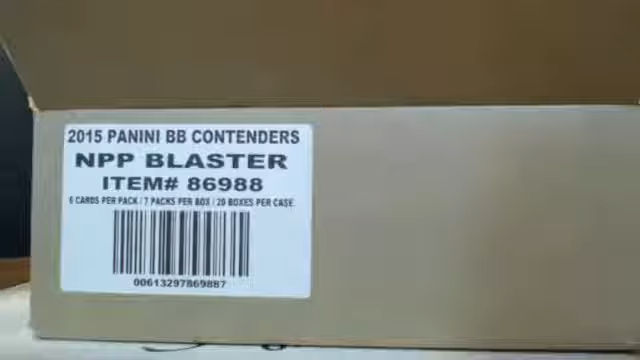 2015 PANINI BB CONTENDERS
NPP BLASTER
ITEM# 86988
6 CARDS PER PACK / 7 PACKS PER BOX / 20 BOXES PER CASE
00613297869887